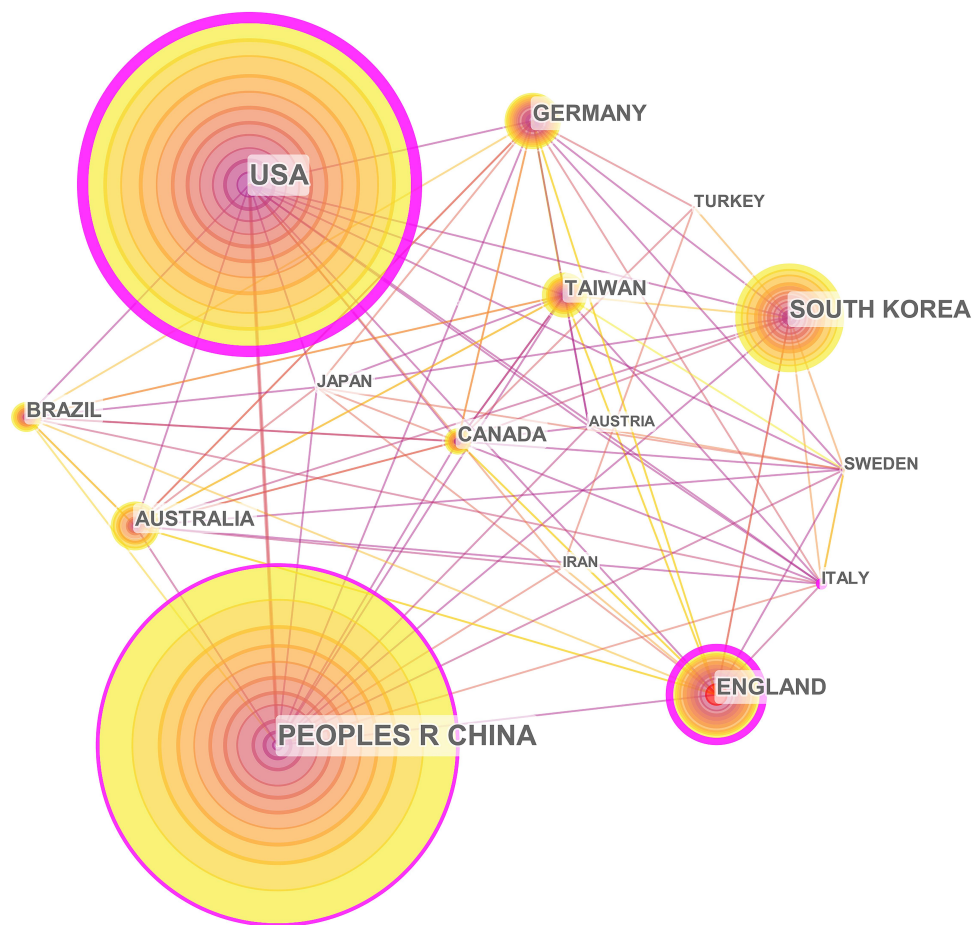 GERMANY
USA
TURKEY
TAIWAN
SOUTH KOREA
JAPAN
BRAZIL
AUSTRIA
CANADA
SWEDEN
AUSTRALIA
IRAN
ITALY
ENGLAND
PEOPLES R CHINA